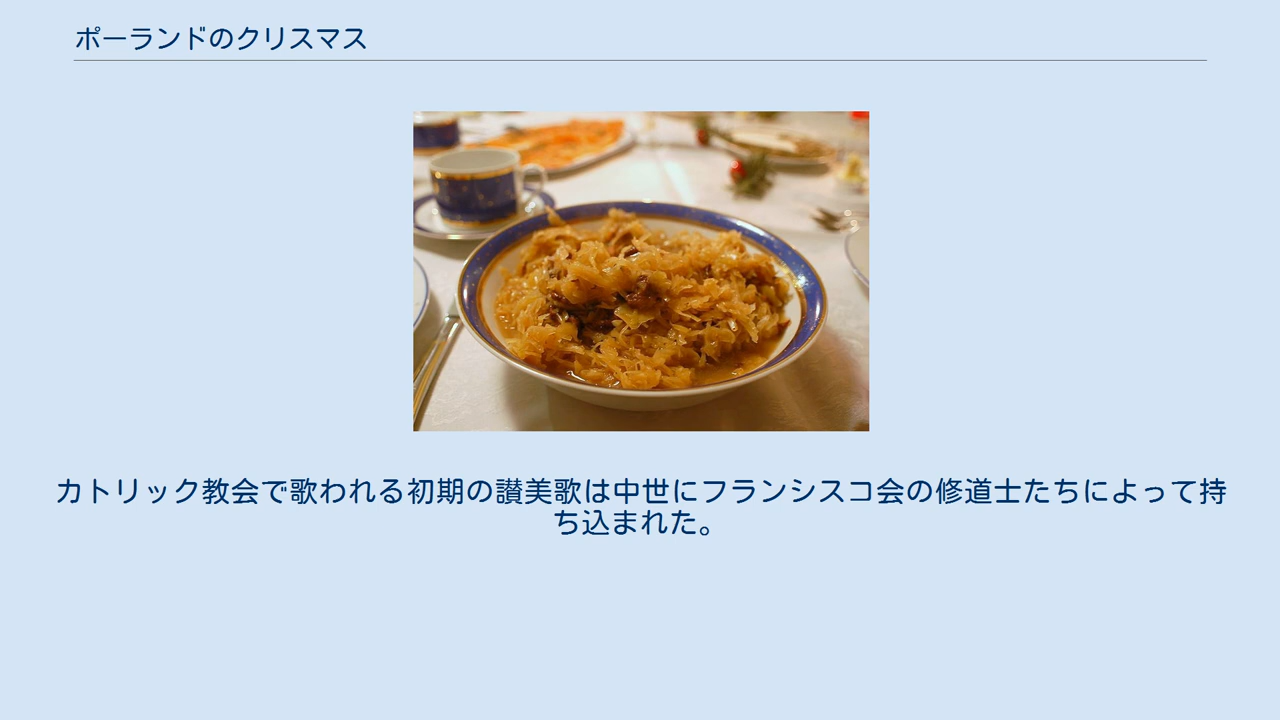 ポーランドのクリスマス
カトリック教会で歌われる初期の讃美歌は中世にフランシスコ会の修道士たちによって持
ち込まれた。